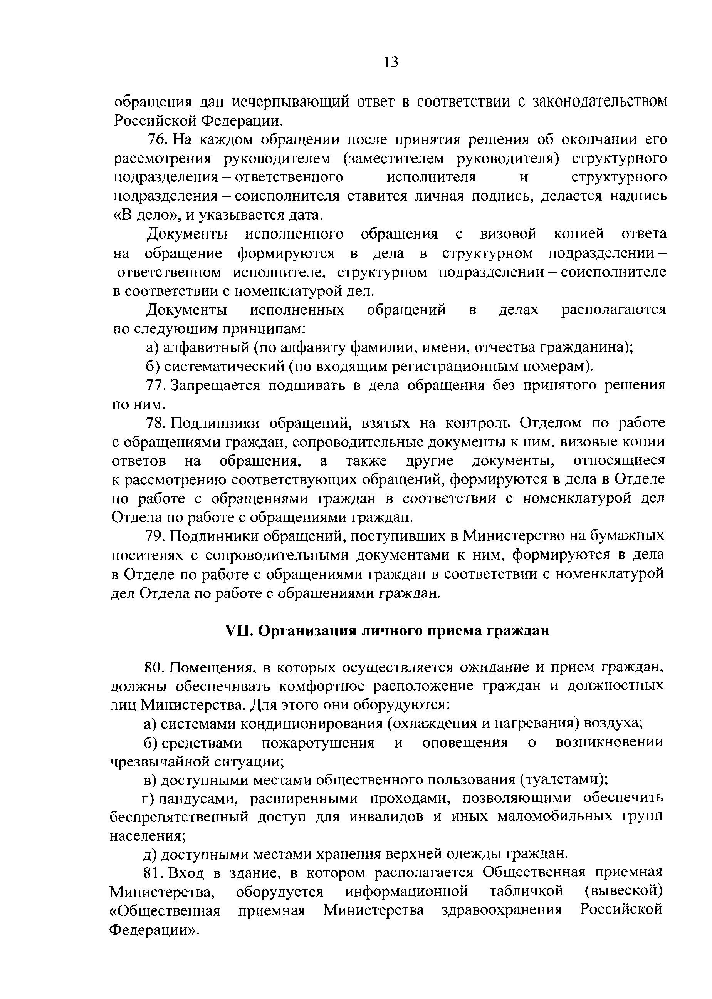 13
обращения дан исчерпывающий ответ в соответствии с законодательством
Российской Федерации.
76. На каждом обращении после принятия решения об окончании его
рассмотрения руководителем (заместителем руководителя) структурного
подразделения – ответственного исполнителя и структурного
подразделения – соисполнителя ставится личная подпись, делается надпись
«В дело», и указывается дата.
Документы исполненного обращения с визовой копией ответа
на обращение формируются в дела в структурном подразделении –
ответственном исполнителе, структурном подразделении – соисполнителе
в соответствии с номенклатурой дел.
Документы исполненных обращений в делах располагаются
по следующим принципам:
а) алфавитный (по алфавиту фамилии, имени, отчества гражданина);
б) систематический (по входящим регистрационным номерам).
77. Запрещается подшивать в дела обращения без принятого решения
по ним.
78. Подлинники обращений, взятых на контроль Отделом по работе
с обращениями граждан, сопроводительные документы к ним, визовые копии
ответов на обращения, а также другие документы, относящиеся
к рассмотрению соответствующих обращений, формируются в дела в Отделе
по работе с обращениями граждан в соответствии с номенклатурой дел
Отдела по работе с обращениями граждан.
79. Подлинники обращений, поступивших в Министерство на бумажных
носителях с сопроводительными документами к ним, формируются в дела
в Отделе по работе с обращениями граждан в соответствии с номенклатурой
дел Отдела по работе с обращениями граждан.
VII. Организация личного приема граждан
80. Помещения, в которых осуществляется ожидание и прием граждан,
должны обеспечивать комфортное расположение граждан и должностных
лиц Министерства. Для этого они оборудуются:
а) системами кондиционирования (охлаждения и нагревания) воздуха;
б) средствами пожаротушения и оповещения о возникновении
чрезвычайной ситуации;
в) доступными местами общественного пользования (туалетами);
г) пандусами, расширенными проходами, позволяющими обеспечить
беспрепятственный доступ для инвалидов и иных маломобильных групп
населения;
д) доступными местами хранения верхней одежды граждан.
81. Вход в здание, в котором располагается Общественная приемная
Министерства, оборудуется информационной табличкой (вывеской)
«Общественная приемная Министерства здравоохранения Российской
Федерации».